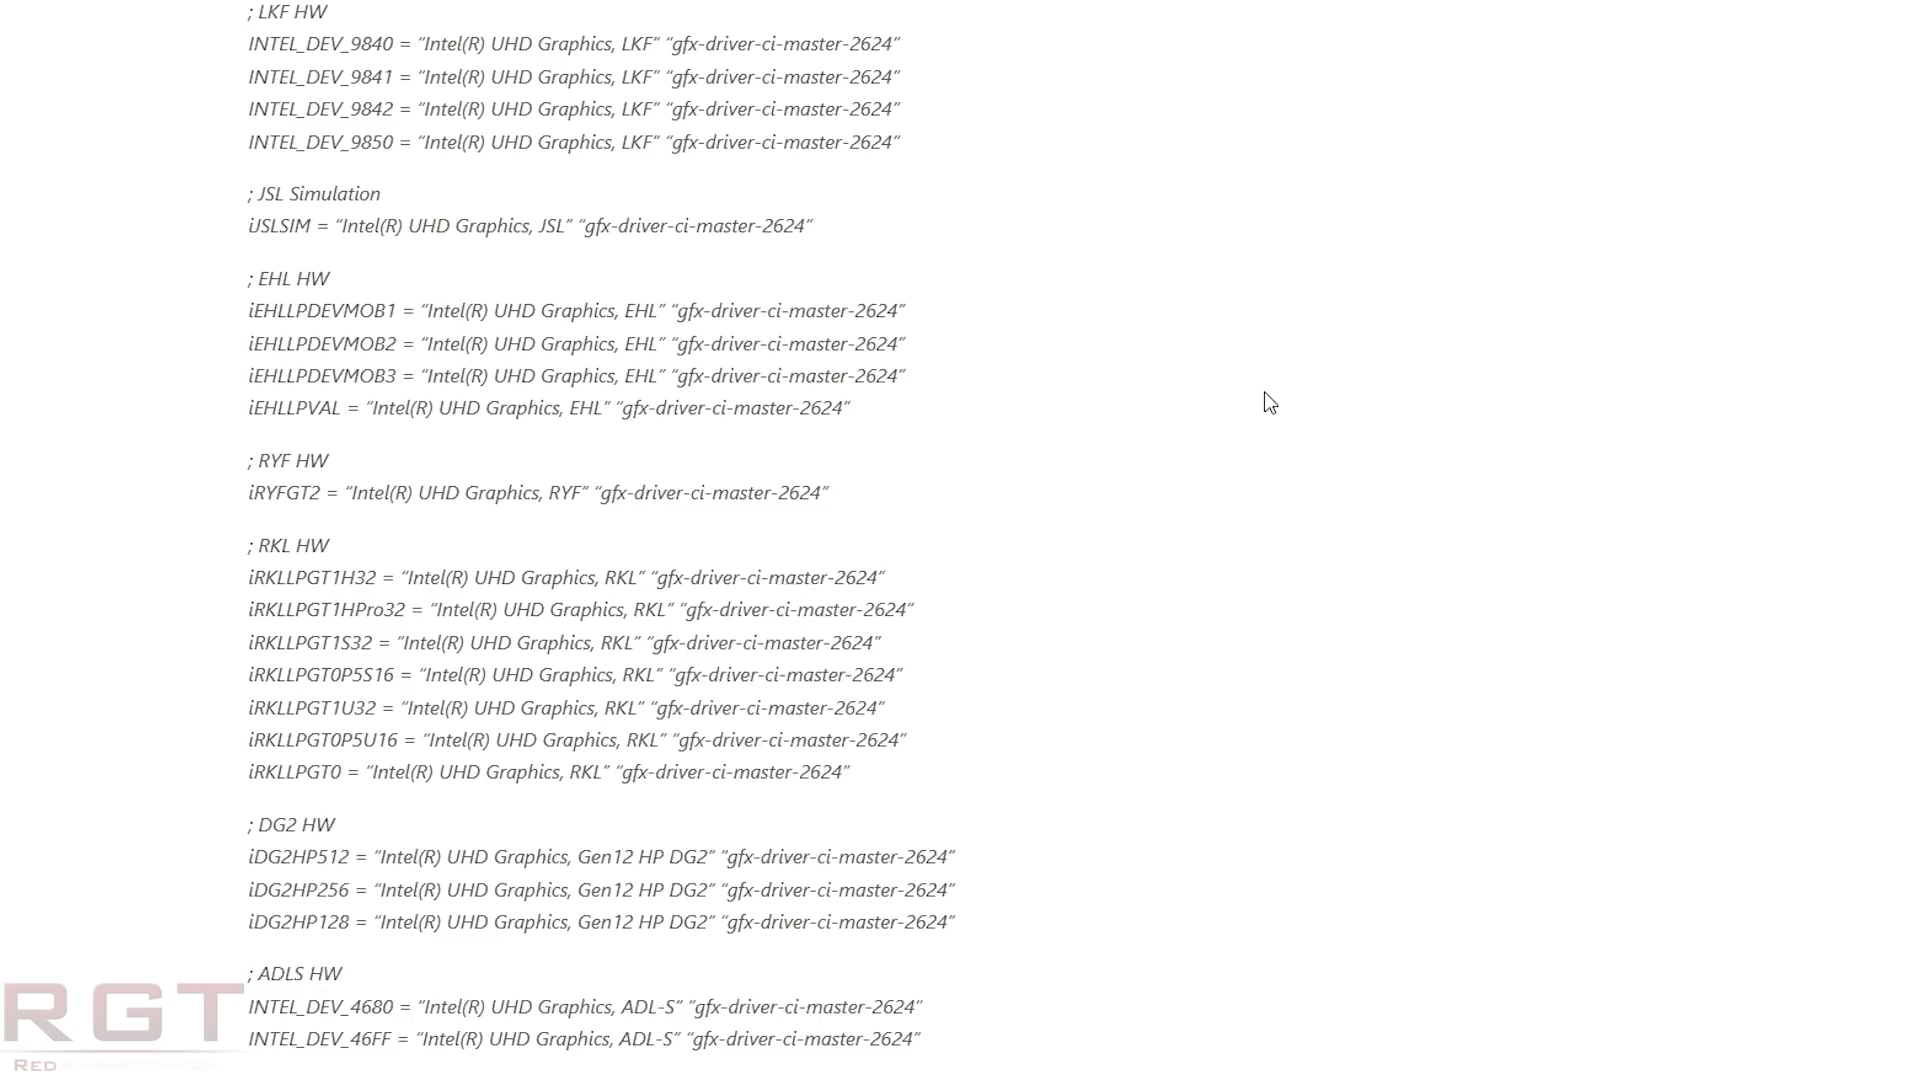 ; LKF HW
INTEL_DEV_9840 = “Intel(R) UHD Graphics, LKF” “gfx-driver-ci-master-2624”
INTEL_DEV_9841 = “Intel(R) UHD Graphics, LKF” “gfx-driver-ci-master-2624”
INTEL_DEV_9842 = “Intel(R) UHD Graphics, LKF” “gfx-driver-ci-master-2624”
INTEL_DEV_9850 = “Intel(R) UHD Graphics, LKF” “gfx-driver-ci-master-2624”
; JSL Simulation
iJSLSIM = “Intel(R) UHD Graphics, JSL” “gfx-driver-ci-master-2624”
; EHL HW
iEHLLPDEVMOB1 = “Intel(R) UHD Graphics, EHL” “gfx-driver-ci-master-2624”
iEHLLPDEVMOB2 = “Intel(R) UHD Graphics, EHL” “gfx-driver-ci-master-2624”
iEHLLPDEVMOB3 = “Intel(R) UHD Graphics, EHL” “gfx-driver-ci-master-2624”
iEHLLPVAL = “Intel(R) UHD Graphics, EHL” “gfx-driver-ci-master-2624”
; RYF HW
iRYFGT2 = “Intel(R) UHD Graphics, RYF” “gfx-driver-ci-master-2624”
; RKL HW
iRKLLPGT1H32 = “Intel(R) UHD Graphics, RKL” “gfx-driver-ci-master-2624”
iRKLLPGT1HPro32 = “Intel(R) UHD Graphics, RKL” “gfx-driver-ci-master-2624”
iRKLLPGT1S32 = “Intel(R) UHD Graphics, RKL” “gfx-driver-ci-master-2624”
iRKLLPGT0P5S16 = “Intel(R) UHD Graphics, RKL” “gfx-driver-ci-master-2624”
iRKLLPGT1U32 = “Intel(R) UHD Graphics, RKL” “gfx-driver-ci-master-2624”
iRKLLPGT0P5U16 = “Intel(R) UHD Graphics, RKL” “gfx-driver-ci-master-2624”
iRKLLPGT0 = “Intel(R) UHD Graphics, RKL” “gfx-driver-ci-master-2624”
; DG2 HW
iDG2HP512 = “Intel(R) UHD Graphics, Gen12 HP DG2” “gfx-driver-ci-master-2624”
iDG2HP256 = “Intel(R) UHD Graphics, Gen12 HP DG2” “gfx-driver-ci-master-2624”
iDG2HP128 = “Intel(R) UHD Graphics, Gen12 HP DG2” “gfx-driver-ci-master-2624”
; ADLS HW
INTEL_DEV_4680 = “Intel(R) UHD Graphics, ADL-S” “gfx-driver-ci-master-2624”
INTEL_DEV_46FF = “Intel(R) UHD Graphics, ADL-S” “gfx-driver-ci-master-2624”
RGT
RED